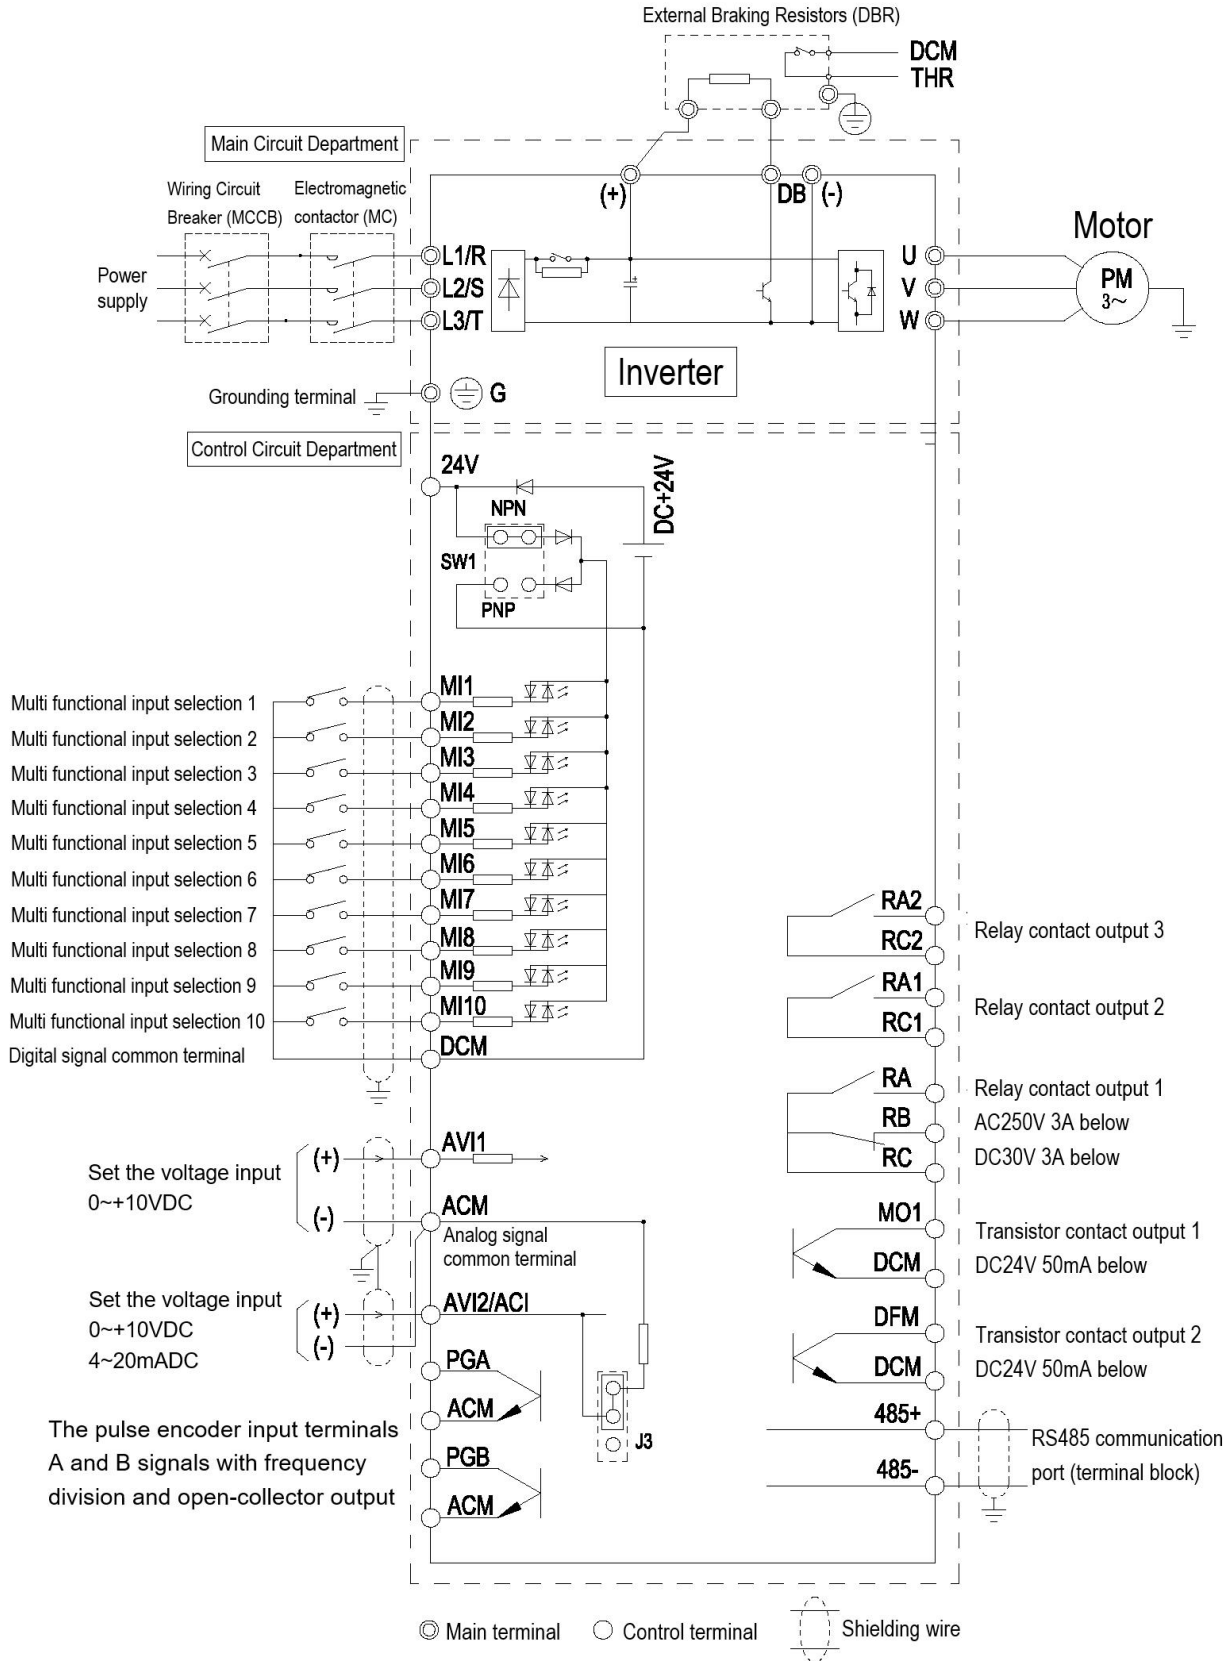 External Braking Resistors (DBR)
DCM
THR
Main Circuit Department
Wiring Circuit
Breaker (MCCB)
Electromagnetic
contactor (MC)
(+)
DB
(-)
Motor
Power
supply
L1/R
L2/S
L3/T
+
U
V
W
PM
3~
Inverter
Grounding terminal
G
Control Circuit Department
24V
DC+24V
NPN
SW1
PNP
Multi functional input selection 1
MI1
Multi functional input selection 2
MI2
Multi functional input selection 3
MI3
Multi functional input selection 4
MI4
Multi functional input selection 5
MI5
Multi functional input selection 6
MI6
Multi functional input selection 7
MI7
Multi functional input selection 8
MI8
Multi functional input selection 9
MI9
Multi functional input selection 10
MI10
Digital signal common terminal
DCM
RA2
RC2
Relay contact output 3
RA1
RC1
Relay contact output 2
RA
RB
RC
Relay contact output 1
AC250V 3A below
DC30V 3A below
Set the voltage input
0~+10VDC
(+)
(-)
AVI1
ACM
Analog signal
common terminal
MO1
DCM
Transistor contact output 1
DC24V 50mA below
Set the voltage input
0~+10VDC
4~20mADC
(+)
(-)
AVI2/ACI
DFM
DCM
Transistor contact output 2
DC24V 50mA below
PGA
ACM
PGB
ACM
J3
The pulse encoder input terminals
A and B signals with frequency
division and open-collector output
485+
485-
RS485 communication
port (terminal block)
Main terminal
Control terminal
Shielding wire